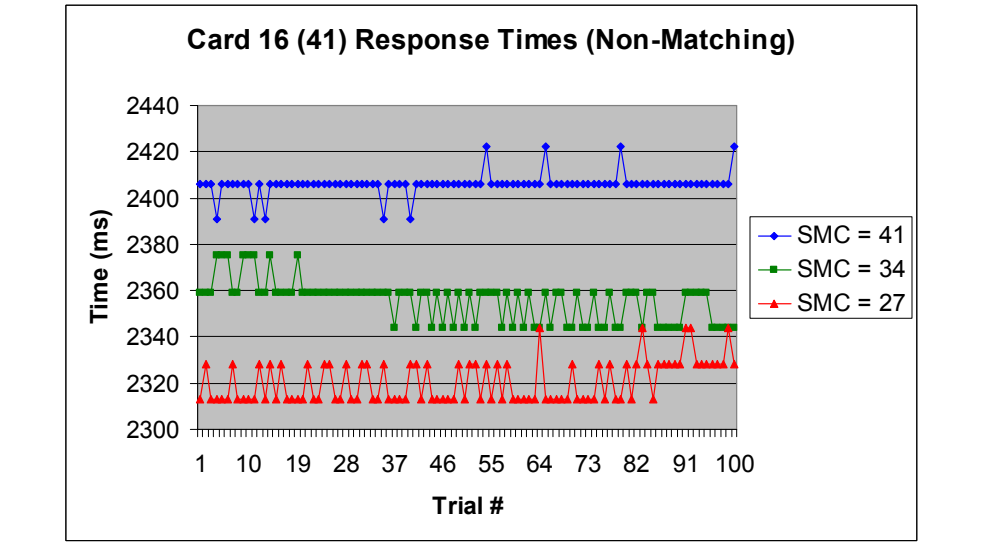 Card 16 (41) Response Times (Non-Matching)
2440
2420
2400
2380
2360
2340
2320
2300
Time (ms)
1 10 19 28 37 46 55 64 73 82 91 100
Trial #
SMC = 41
SMC = 34
SMC = 27